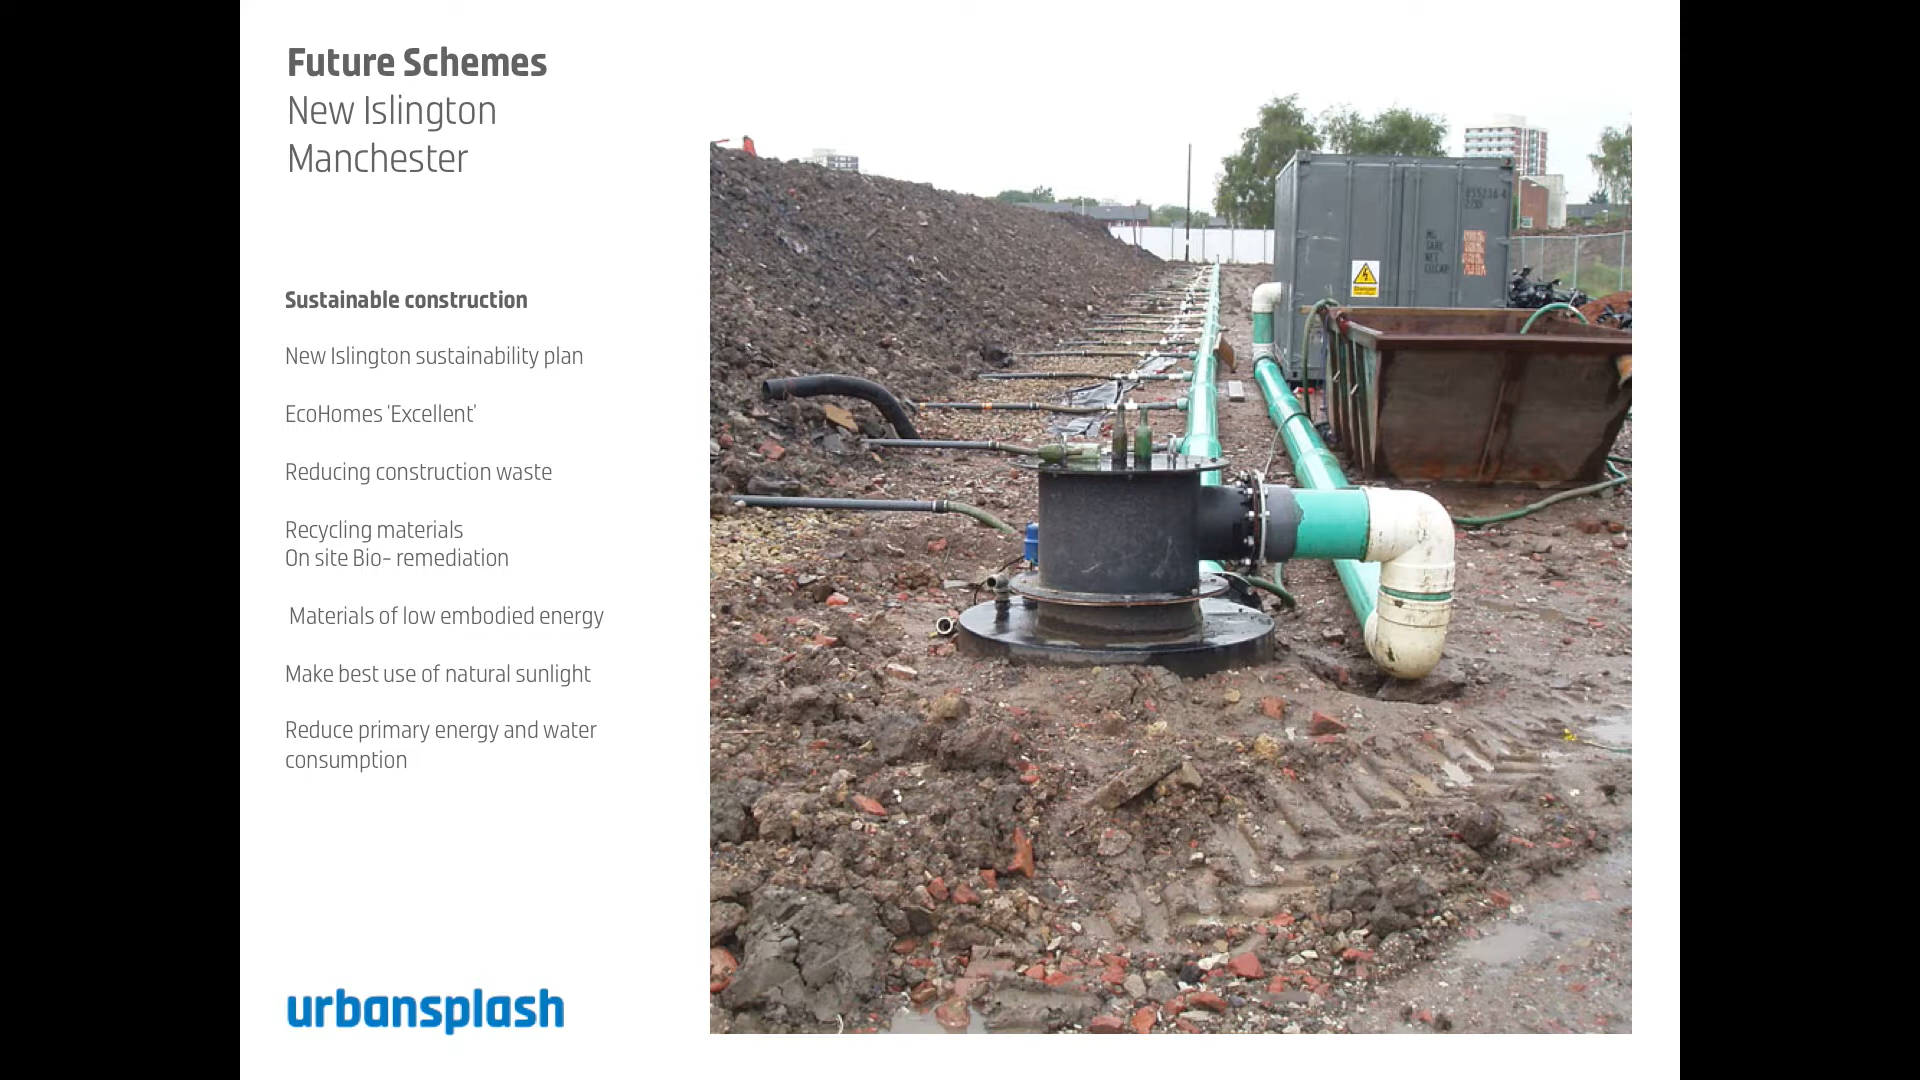 Future Schemes
New Islington
Manchester
Sustainable construction
New Islington sustainability plan
EcoHomes 'Excellent'
Reducing construction waste
Recycling materials
On site Bio- remediation
Materials of low embodied energy
Make best use of natural sunlight
Reduce primary energy and water
consumption
urbansplash
Danger